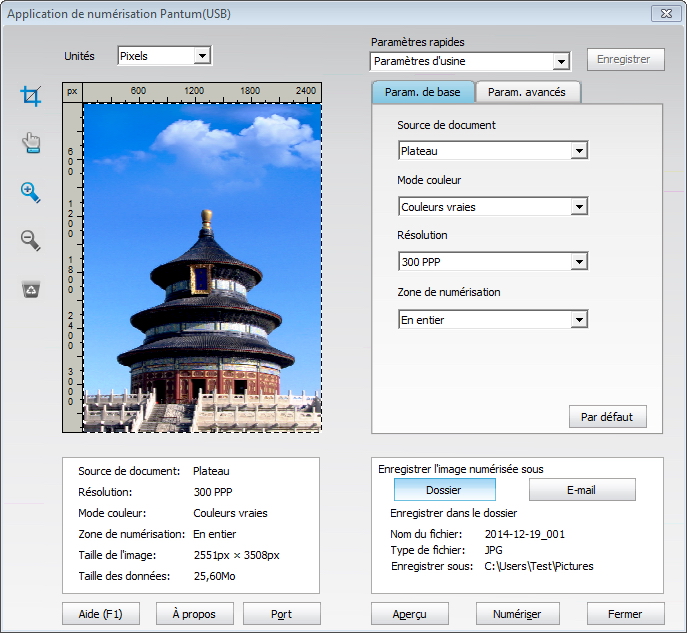 Application de numérisation Pantum(USB)
Unités
Pixels
Paramètres rapides
Paramètres d'usine
Enregistrer
px
600
1200
1800
2400
600
1200
1800
2400
3000
Param. de base
Param. avancés
Source de document
Plateau
Mode couleur
Couleurs vraies
Résolution
300 PPP
Zone de numérisation
En entier
Par défaut
Source de document: Plateau
Résolution: 300 PPP
Mode couleur: Couleurs vraies
Zone de numérisation: En entier
Taille de l'image: 2551px × 3508px
Taille des données: 25,60Mo
Enregistrer l'image numérisée sous
Dossier
E-mail
Enregistrer dans le dossier
Nom du fichier: 2014-12-19_001
Type de fichier: JPG
Enregistrer sous: C:\Users\Test\Pictures
Aide (F1)
À propos
Port
Aperçu
Numériser
Fermer